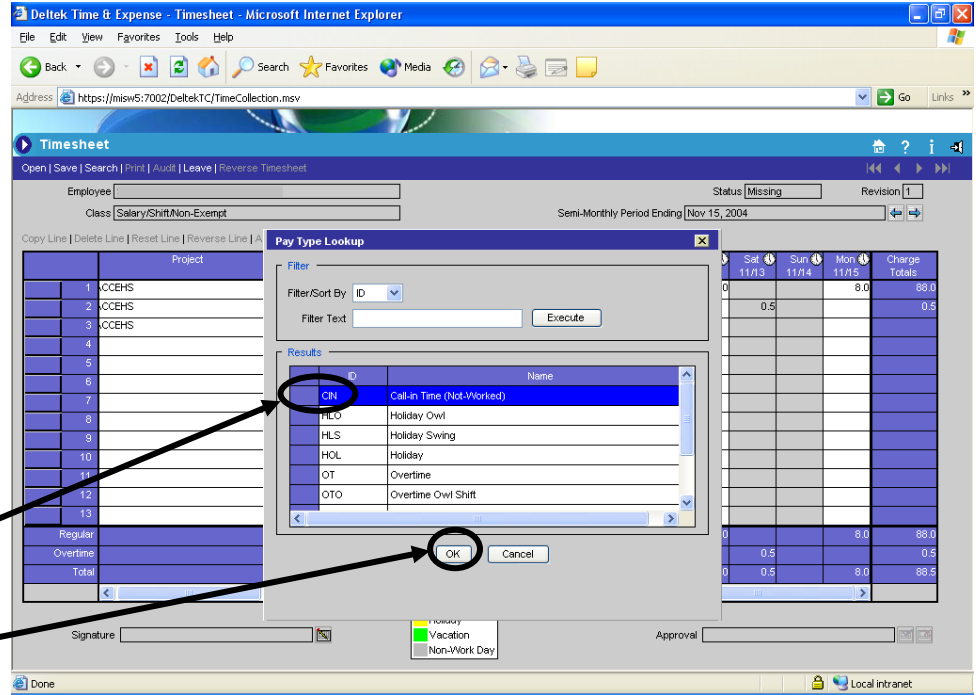 Deltek Time & Expense - Timesheet - Microsoft Internet Explorer
File Edit View Favorites Tools Help
Back Search Favorites Media
Address https://misw5:7002/DeltekTC/TimeCollection.msv Go Links »
Timesheet
Open | Save | Search | Print | Audit | Leave | Reverse Timesheet
Employee Status Missing Revision 1
Class Salary/Shift/Non-Exempt Semi-Monthly Period Ending Nov 15, 2004
Copy Line | Delete Line | Reset Line | Reverse Line | A
Project Sat 11/13 Sun 11/14 Mon 11/15 Charge Totals
1 ACCEHS 0 8.0 88.0
2 ACCEHS 0.5 0.5
3 ACCEHS
4
5
6
7
8
9
10
11
12
13
Regular 0 8.0 88.0
Overtime 0.5 0.5
Total 0 0.5 8.0 88.5
Pay Type Lookup
Filter
Filter/Sort By ID
Filter Text Execute
Results
ID Name
CIN Call-in Time (Not-Worked)
HLO Holiday Owl
HLS Holiday Swing
HOL Holiday
OT Overtime
OTO Overtime Owl Shift
OK Cancel
Signature Approval
Holiday
Vacation
Non-Work Day
Done Local intranet